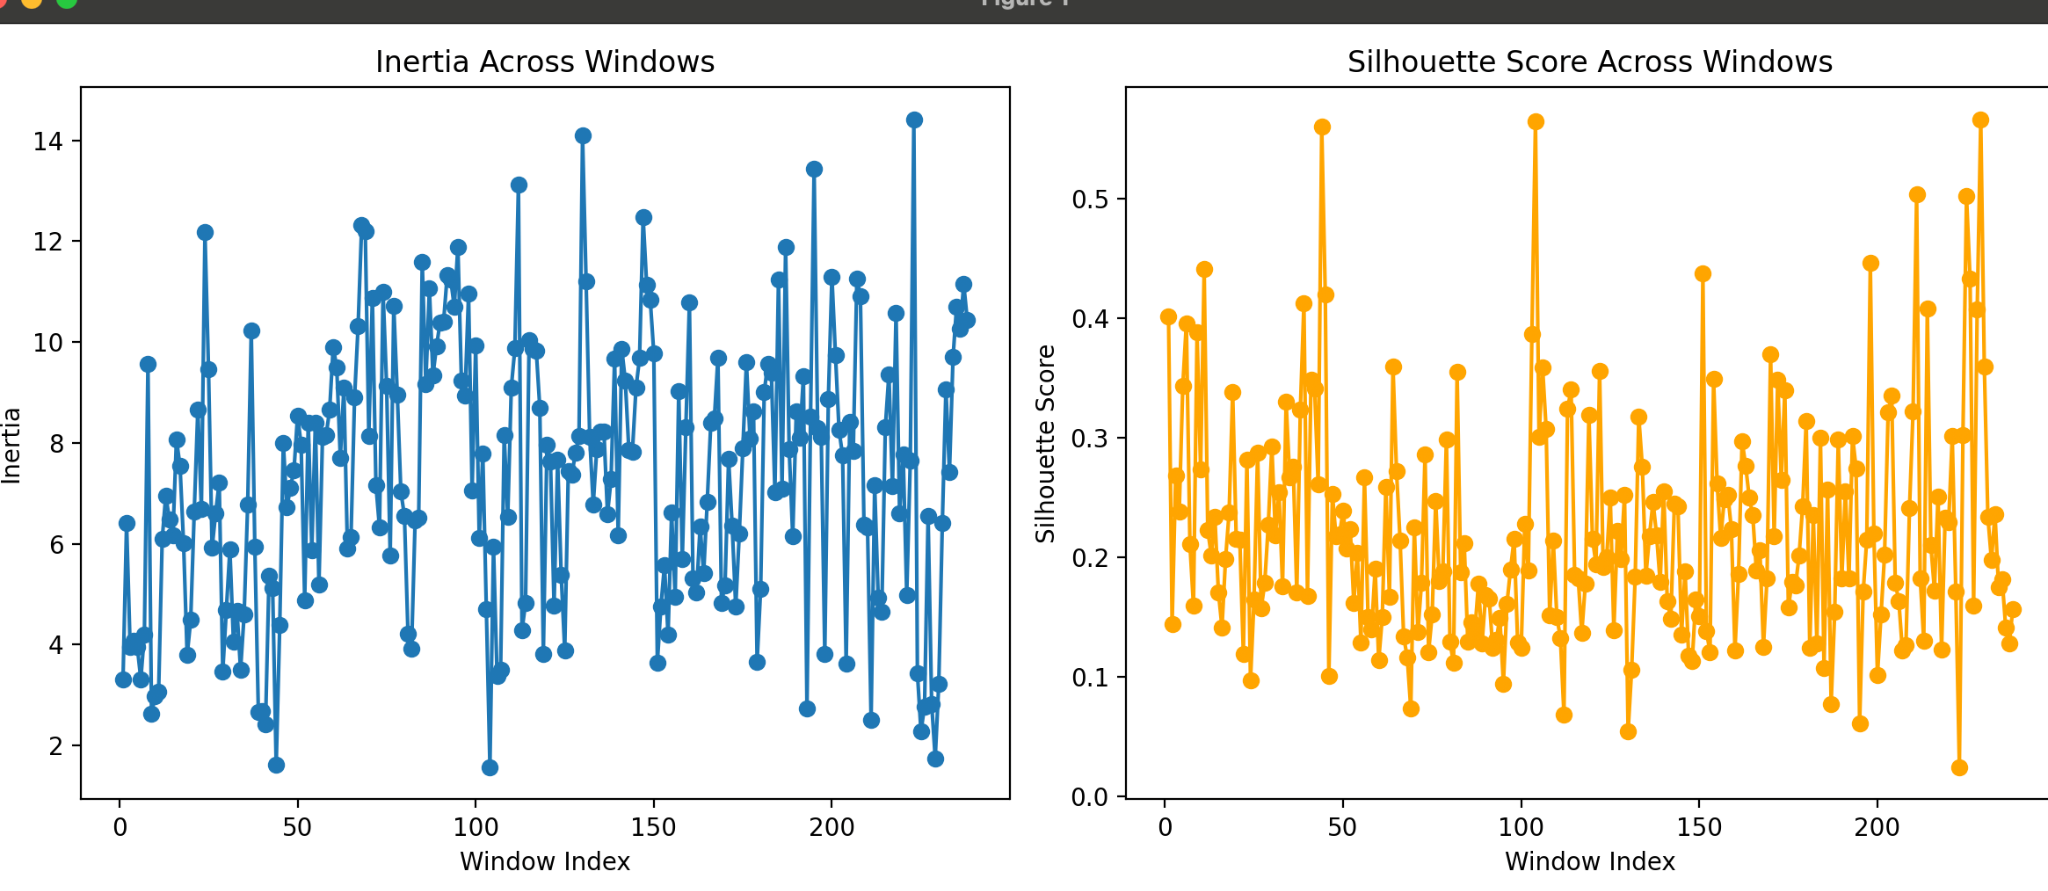 Figure 1
Inertia Across Windows
14
12
10
8
6
4
2
Inertia
0 50 100 150 200
Window Index
Silhouette Score Across Windows
0.5
0.4
0.3
0.2
0.1
0.0
Silhouette Score
0 50 100 150 200
Window Index